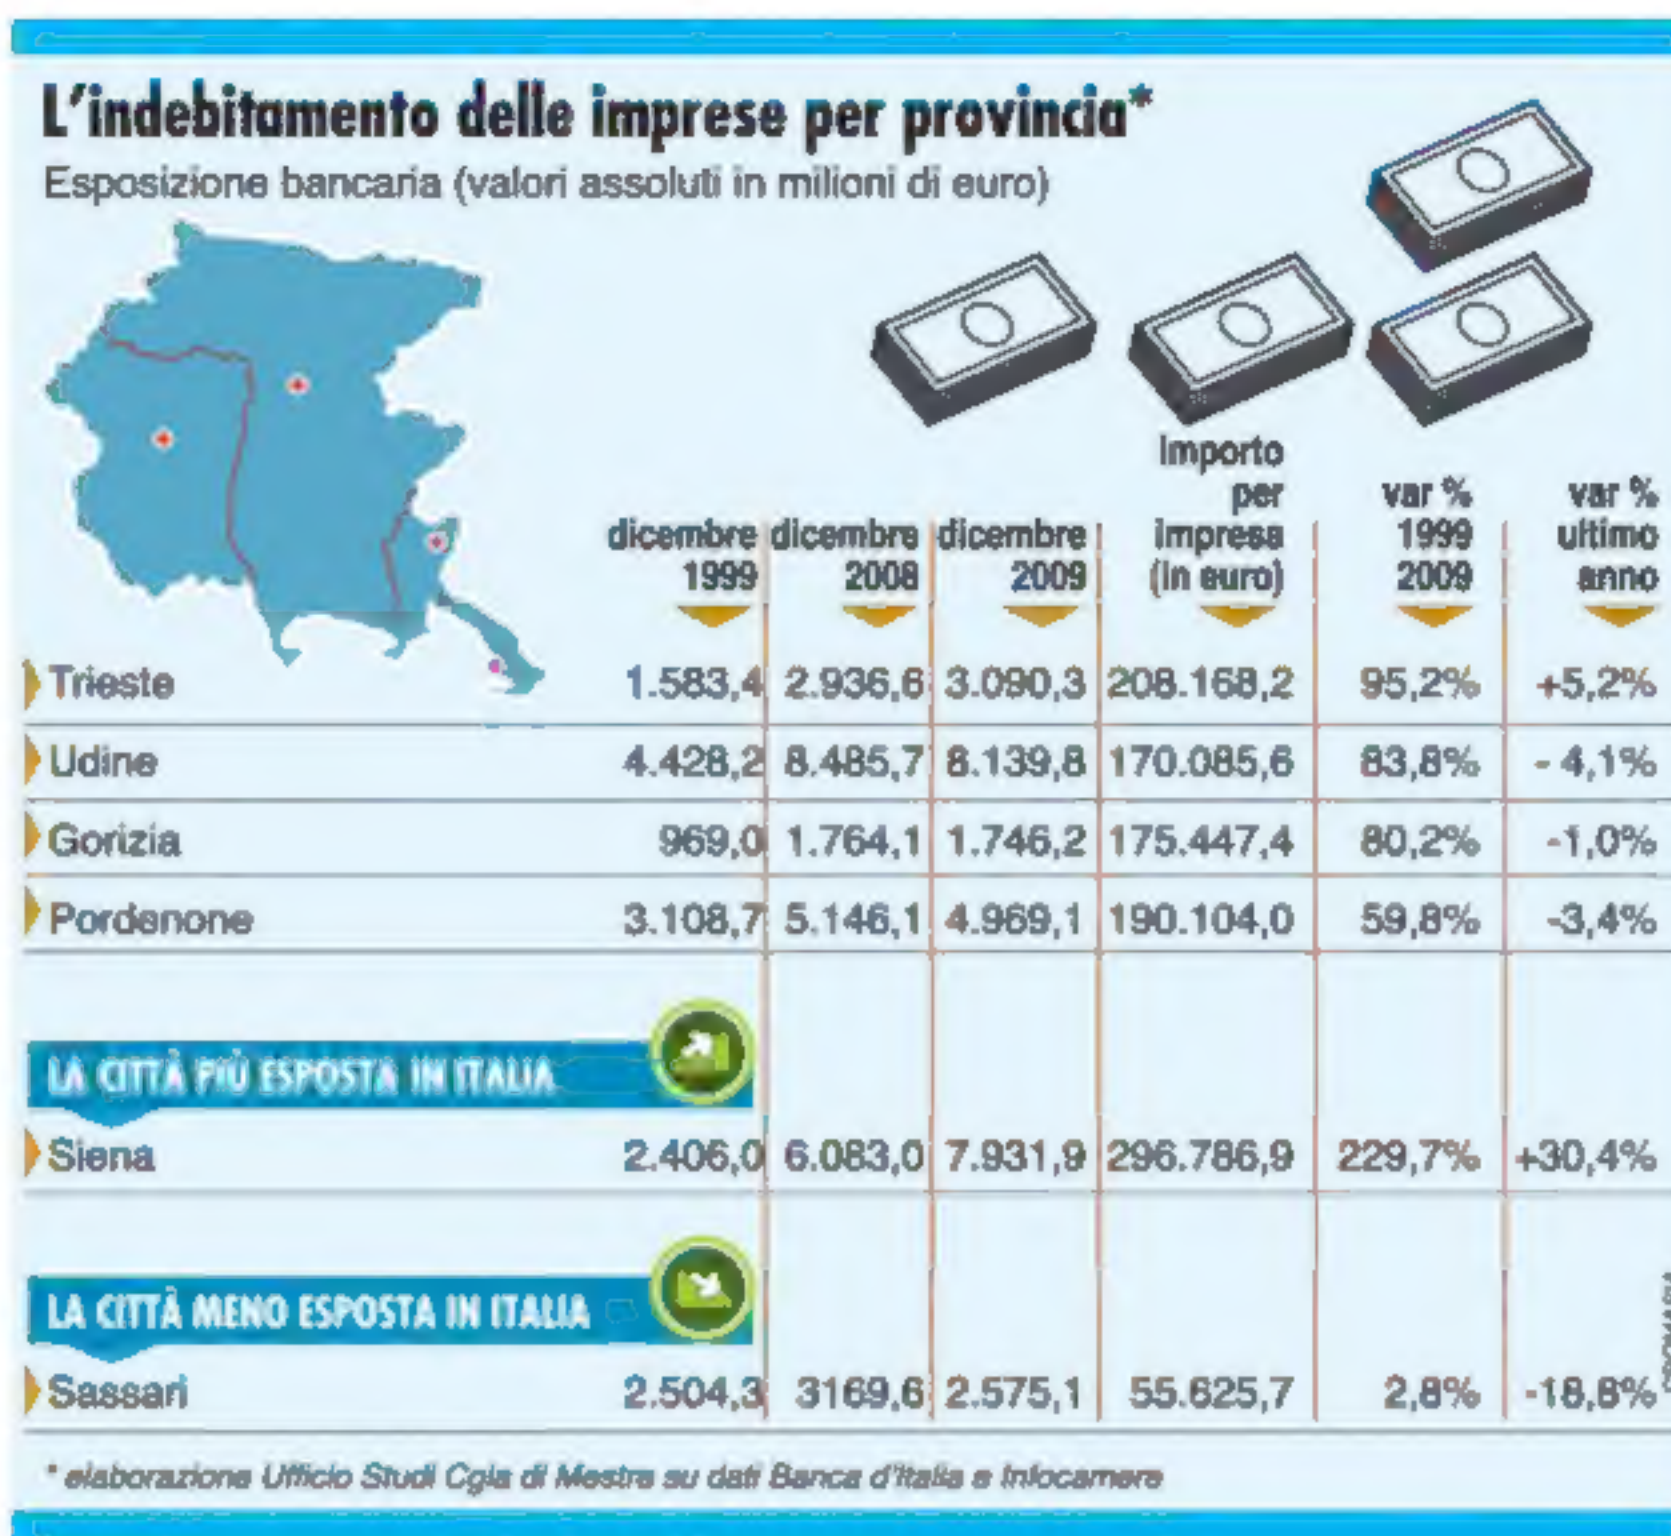 L'indebitamento delle imprese per provincia*
Esposizione bancaria (valori assoluti in milioni di euro)
dicembre 1999 dicembre 2008 dicembre 2009 importo per impresa (in euro) var % 1999 2009 var % ultimo anno
Trieste 1.583,4 2.936,6 3.090,3 208.168,2 95,2% +5,2%
Udine 4.428,2 8.485,7 8.139,8 170.085,6 83,8% - 4,1%
Gorizia 969,0 1.764,1 1.746,2 175.447,4 80,2% -1,0%
Pordenone 3.108,7 5.146,1 4.969,1 190.104,0 59,8% -3,4%
LA CITTÀ PIÙ ESPOSTA IN ITALIA
Siena 2.406,0 6.083,0 7.931,9 296.786,9 229,7% +30,4%
LA CITTÀ MENO ESPOSTA IN ITALIA
Sassari 2.504,3 3169,6 2.575,1 55.625,7 2,8% -18,8%
* elaborazione Ufficio Studi Cgia di Mestre su dati Banca d'Italia e Infocamere